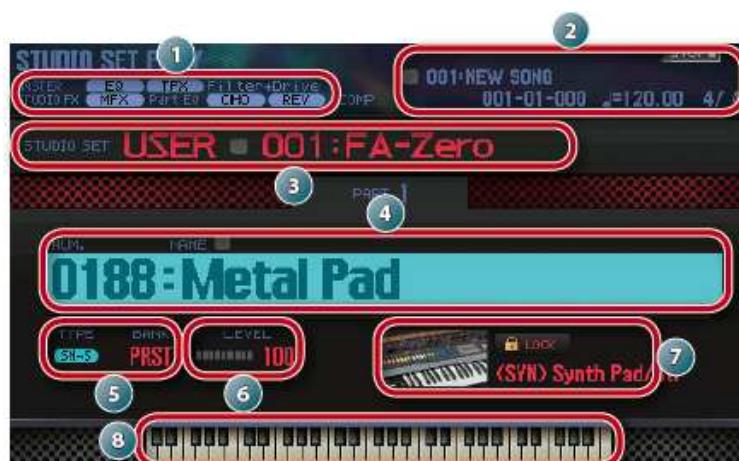 1
2
STUDIO SET
EQ TFX Filter+Drive
MFX Part EQ CHO REV COMP
001:NEW SONG
001-01-000 ♩=120.00 4/
STUDIO SET USER 001:FA-Zero
3
PART 1
4
NUM. NAME
0188:Metal Pad
TYPE BANK LEVEL
SN-S PRST 100
LOCK
7
(SYN) Synth Pad/
5
6
8